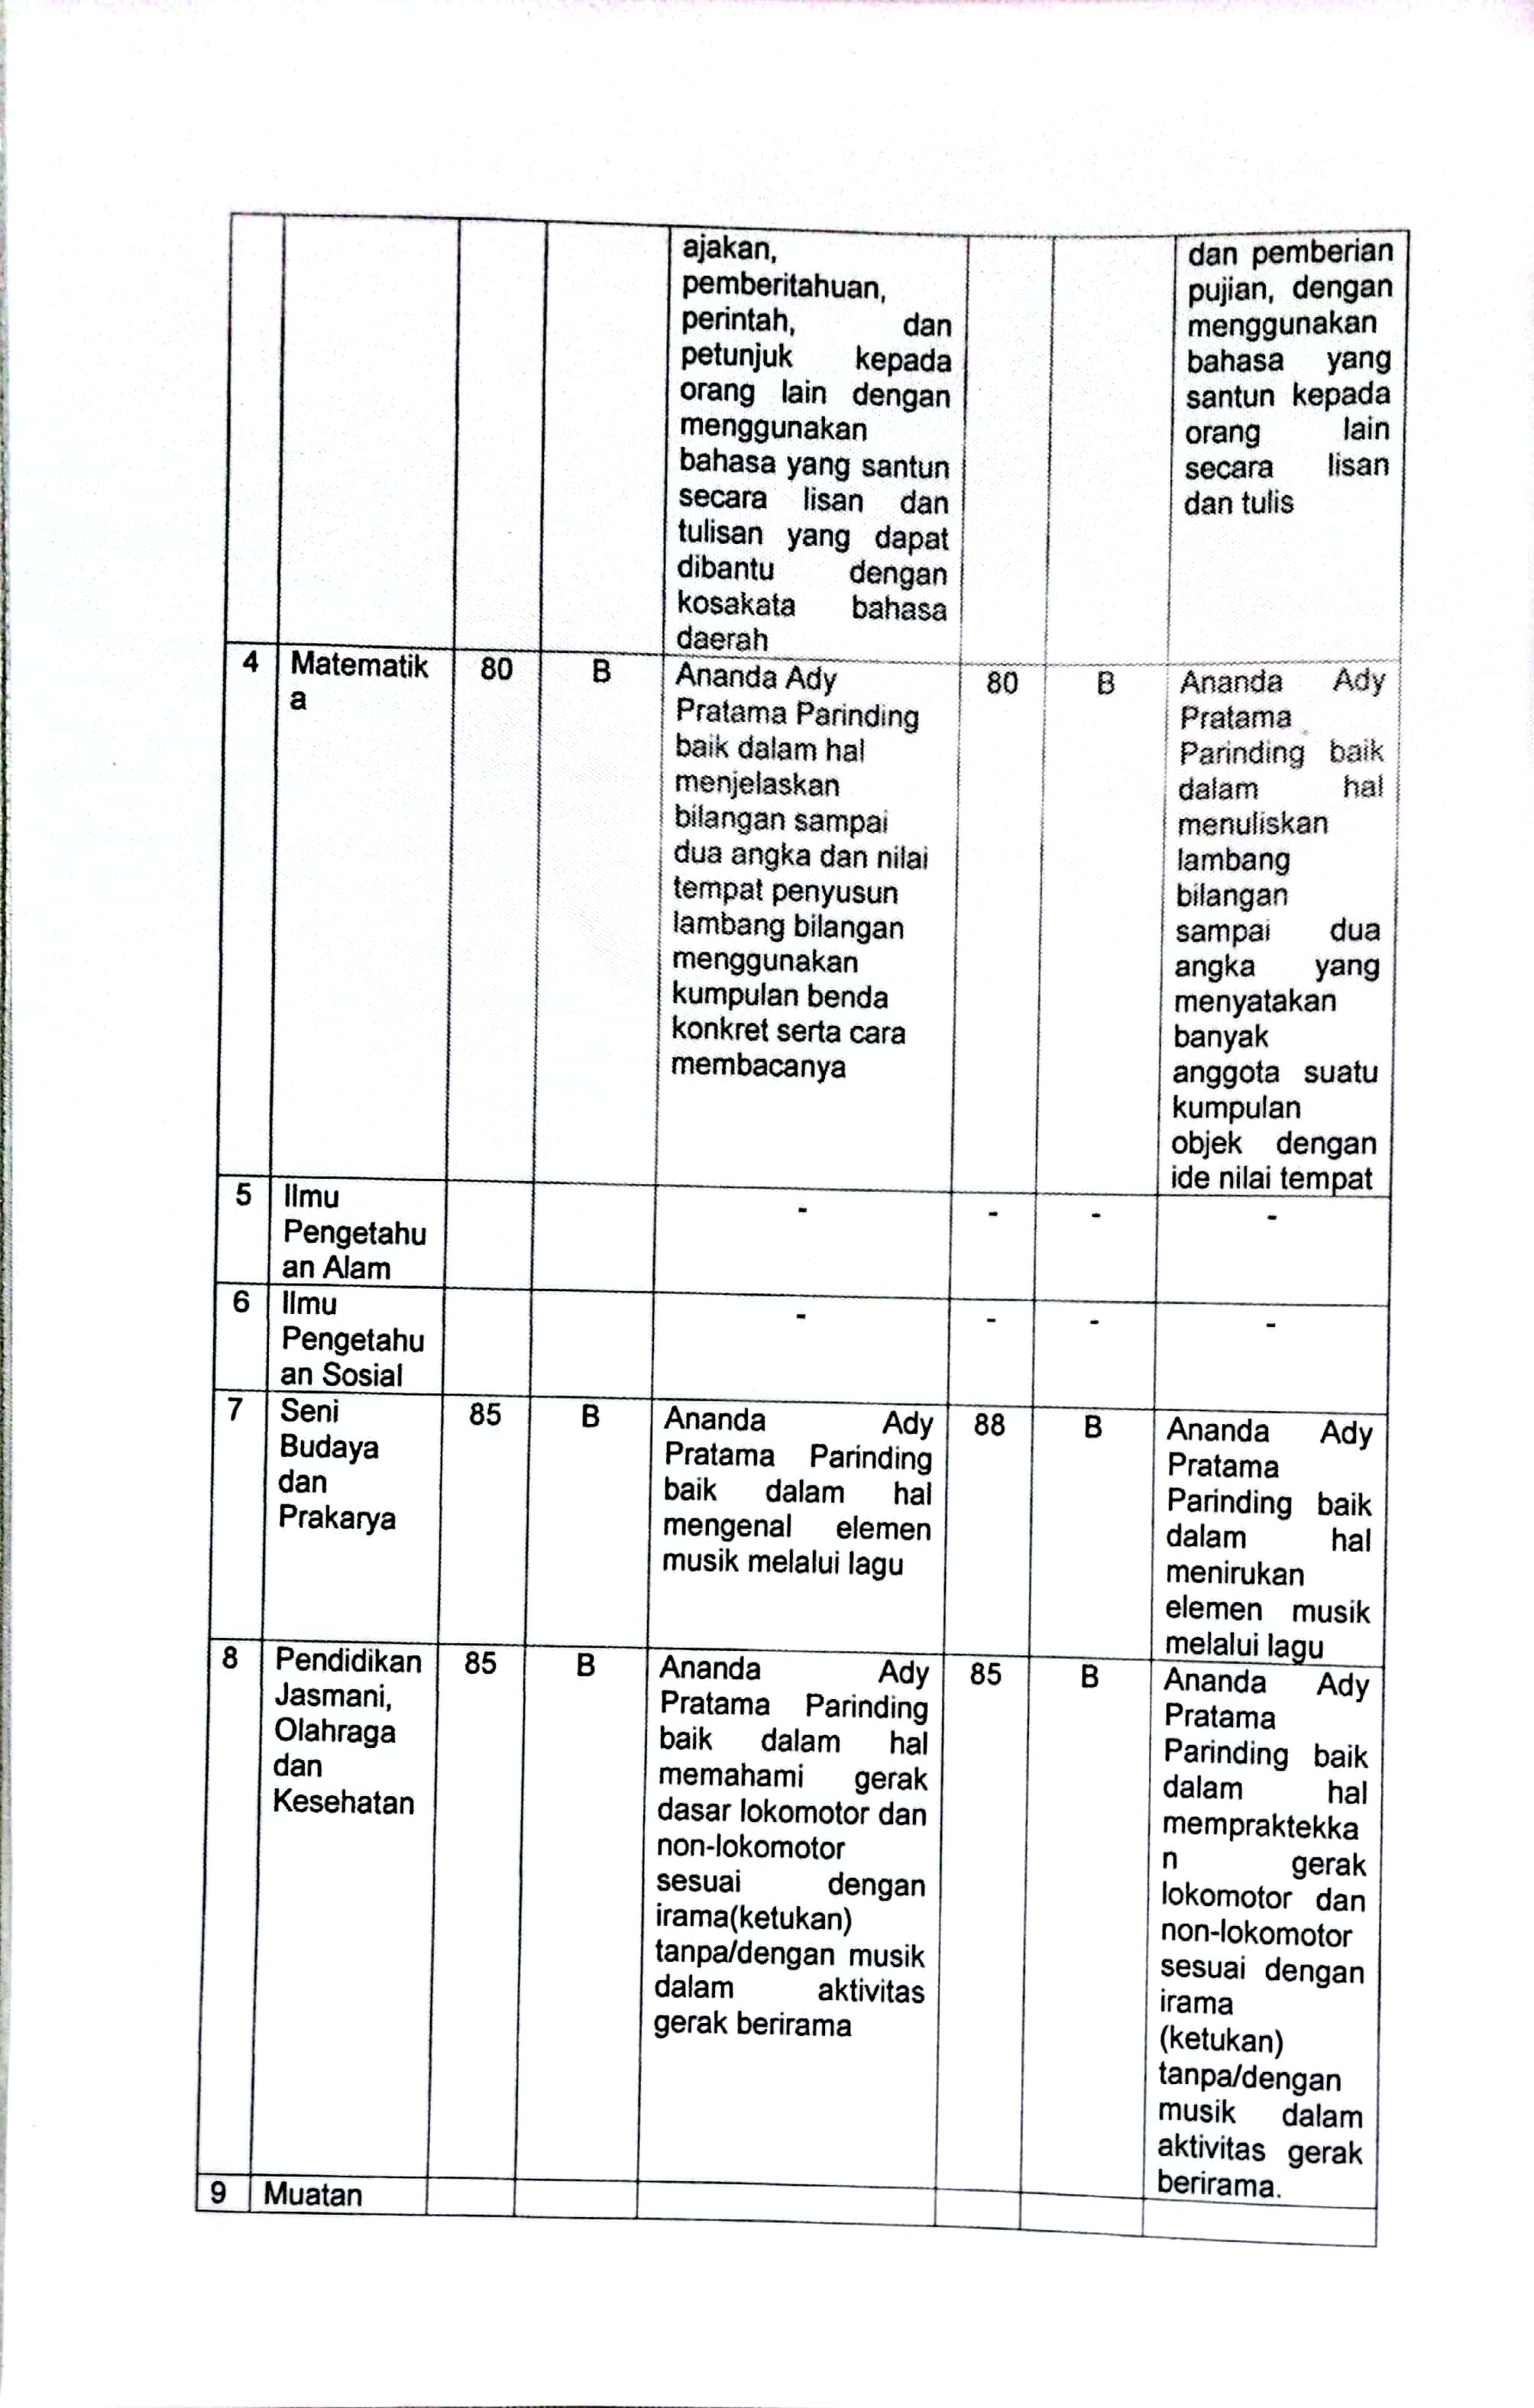 ajakan,
pemberitahuan,
perintah, dan
petunjuk kepada
orang lain dengan
menggunakan
bahasa yang santun
secara lisan dan
tulisan yang dapat
dibantu dengan
kosakata bahasa
daerah
dan pemberian
pujian, dengan
menggunakan
bahasa yang
santun kepada
orang lain
secara lisan
dan tulis
4
Matematik
a
80
B
Ananda Ady
Pratama Parinding
baik dalam hal
menjelaskan
bilangan sampai
dua angka dan nilai
tempat penyusun
lambang bilangan
menggunakan
kumpulan benda
konkret serta cara
membacanya
80
B
Ananda Ady
Pratama
Parinding baik
dalam hal
menuliskan
lambang
bilangan
sampai dua
angka yang
menyatakan
banyak
anggota suatu
kumpulan
objek dengan
ide nilai tempat
5
Ilmu
Pengetahu
an Alam
-
-
-
-
6
Ilmu
Pengetahu
an Sosial
-
-
-
-
7
Seni
Budaya
dan
Prakarya
85
B
Ananda Ady
Pratama Parinding
baik dalam hal
mengenal elemen
musik melalui lagu
88
B
Ananda Ady
Pratama
Parinding baik
dalam hal
menirukan
elemen musik
melalui lagu
8
Pendidikan
Jasmani,
Olahraga
dan
Kesehatan
85
B
Ananda Ady
Pratama Parinding
baik dalam hal
memahami gerak
dasar lokomotor dan
non-lokomotor
sesuai dengan
irama(ketukan)
tanpa/dengan musik
dalam aktivitas
gerak berirama
85
B
Ananda Ady
Pratama
Parinding baik
dalam hal
mempraktekka
n gerak
lokomotor dan
non-lokomotor
sesuai dengan
irama
(ketukan)
tanpa/dengan
musik dalam
aktivitas gerak
berirama.
9
Muatan